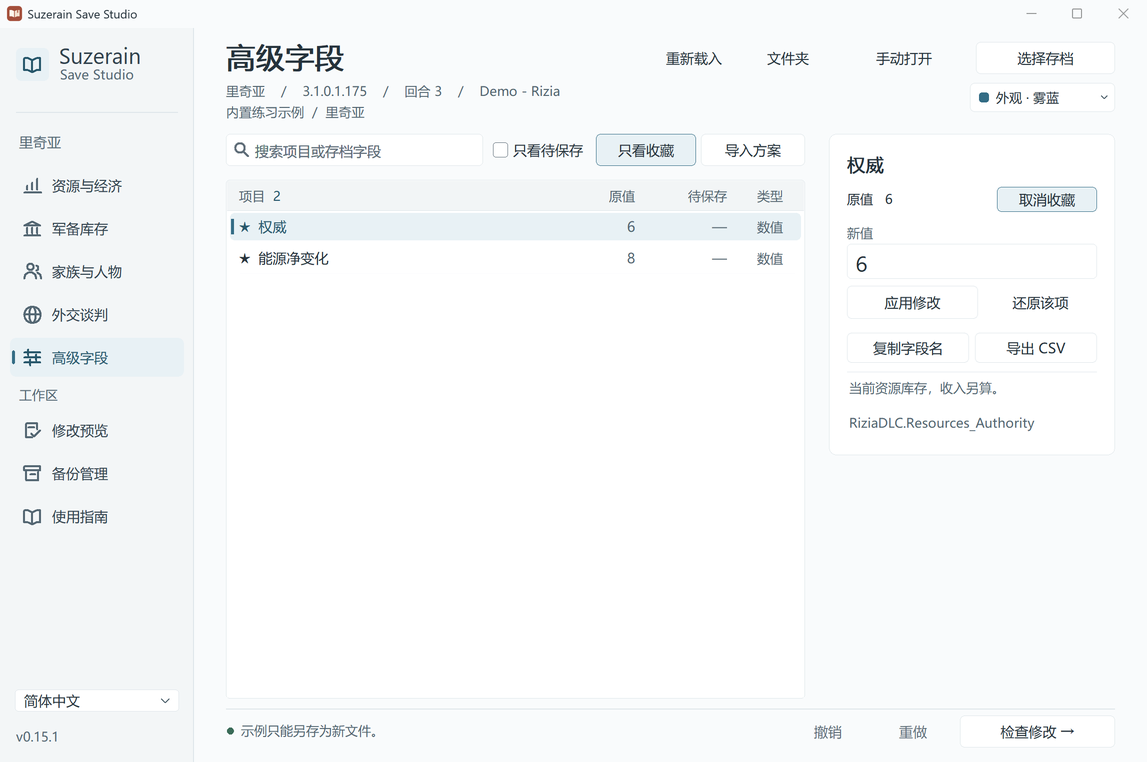 Suzerain Save Studio
Suzerain
Save Studio
里奇亚
资源与经济
军备库存
家族与人物
外交谈判
高级字段
工作区
修改预览
备份管理
使用指南
简体中文
v0.15.1
高级字段
重新载入 文件夹 手动打开 选择存档
里奇亚 / 3.1.0.1.175 / 回合 3 / Demo - Rizia
内置练习示例 / 里奇亚
外观 · 雾蓝
搜索项目或存档字段 只看待保存 只看收藏 导入方案
项目 2 原值 待保存 类型
★ 权威 6 — 数值
★ 能源净变化 8 — 数值
权威
原值 6 取消收藏
新值
6
应用修改 还原该项
复制字段名 导出 CSV
当前资源库存，收入另算。
RiziaDLC.Resources_Authority
示例只能另存为新文件。 撤销 重做 检查修改 →